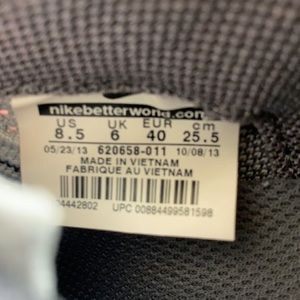 nikebetterworld.com
US UK EUR cm
8.5 6 40 25.5
05/23/13 620658-011 10/08/13
MADE IN VIETNAM
FABRIQUE AU VIETNAM
UPC 00884499581598